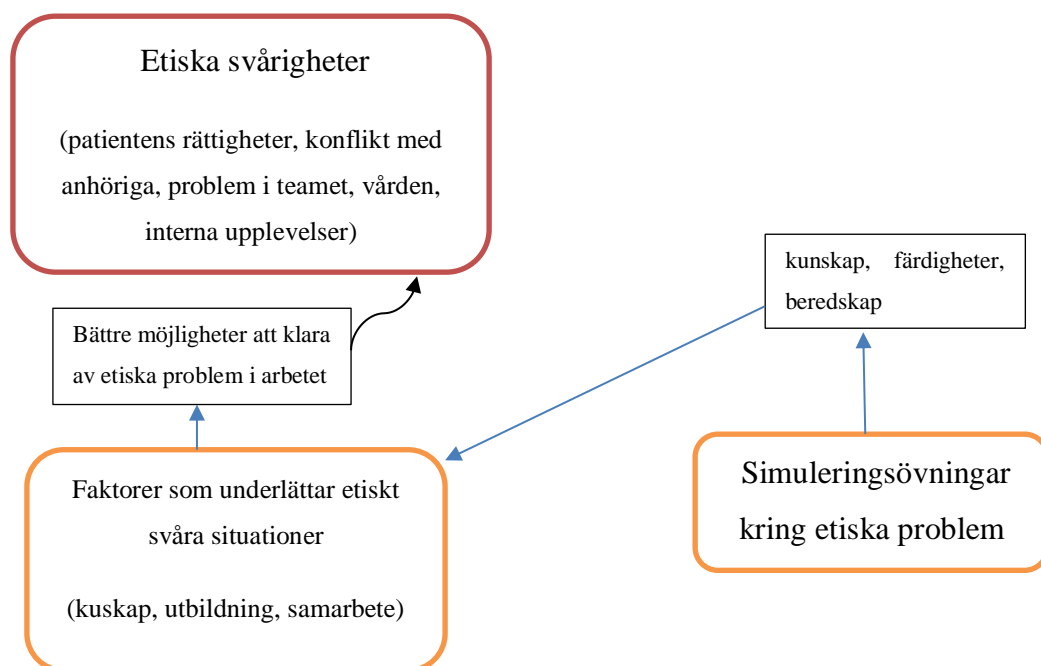 Etiska svårigheter
(patientens rättigheter, konflikt med
anhöriga, problem i teamet, vården,
interna upplevelser)
kunskap, färdigheter,
beredskap
Bättre möjligheter att klara
av etiska problem i arbetet
Faktorer som underlättar etiskt
svåra situationer
(kuskap, utbildning, samarbete)
Simuleringsövningar
kring etiska problem